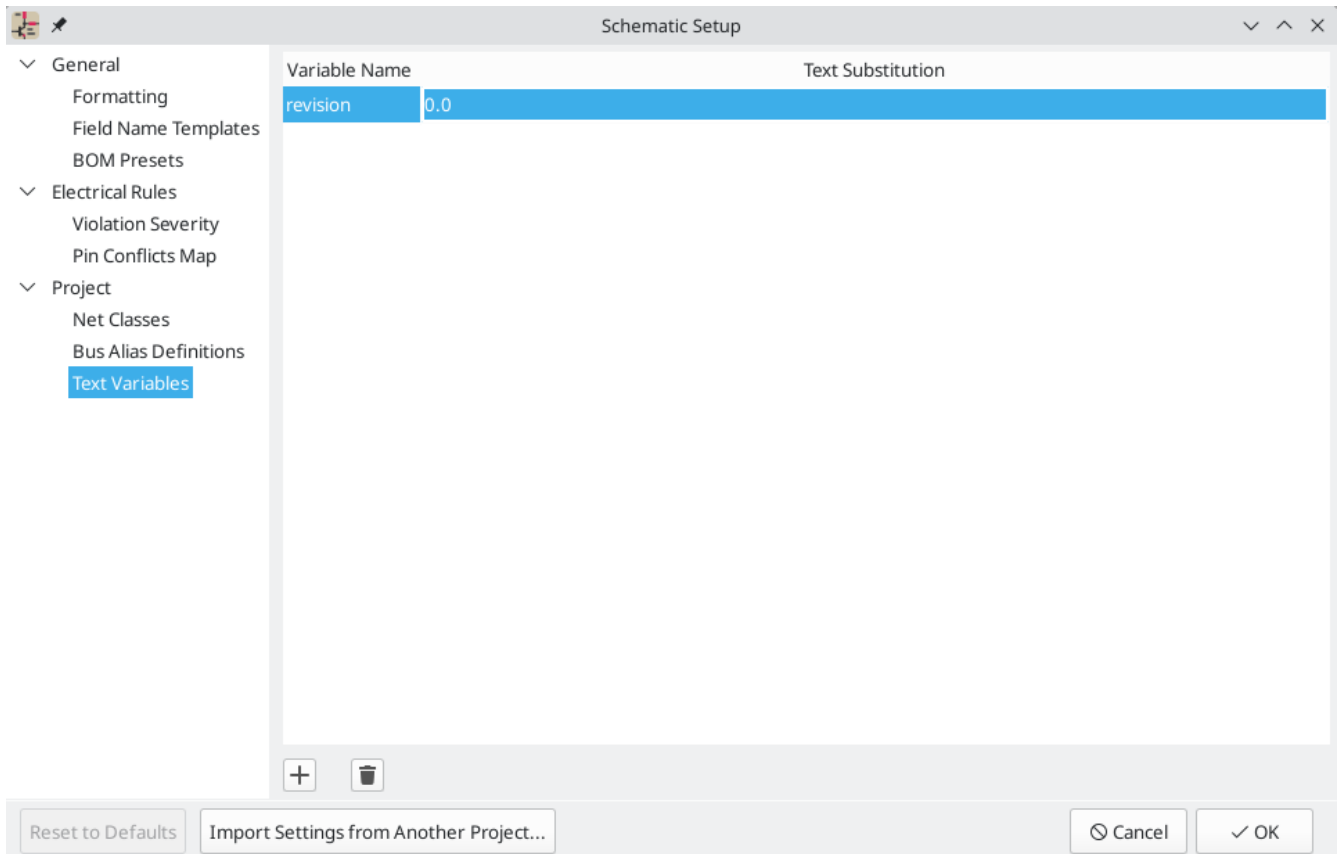 Schematic Setup
General
Formatting
Field Name Templates
BOM Presets
Electrical Rules
Violation Severity
Pin Conflicts Map
Project
Net Classes
Bus Alias Definitions
Text Variables
Variable Name Text Substitution
revision 0.0
Reset to Defaults Import Settings from Another Project... Cancel OK